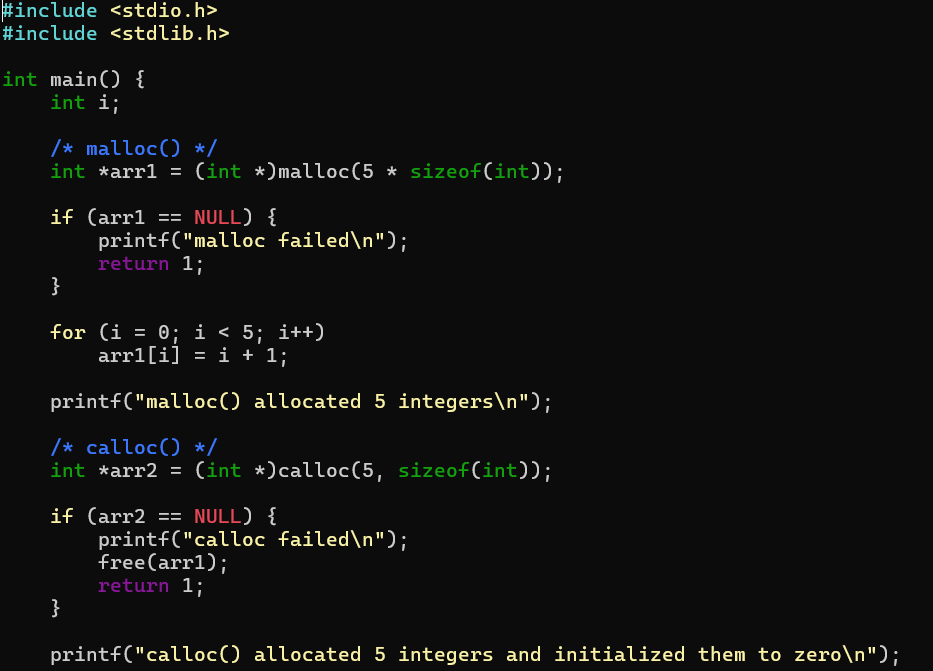 #include <stdio.h>
#include <stdlib.h>
int main() {
    int i;
    /* malloc() */
    int *arr1 = (int *)malloc(5 * sizeof(int));
    if (arr1 == NULL) {
        printf("malloc failed\n");
        return 1;
    }
    for (i = 0; i < 5; i++)
        arr1[i] = i + 1;
    printf("malloc() allocated 5 integers\n");
    /* calloc() */
    int *arr2 = (int *)calloc(5, sizeof(int));
    if (arr2 == NULL) {
        printf("calloc failed\n");
        free(arr1);
        return 1;
    }
    printf("calloc() allocated 5 integers and initialized them to zero\n");